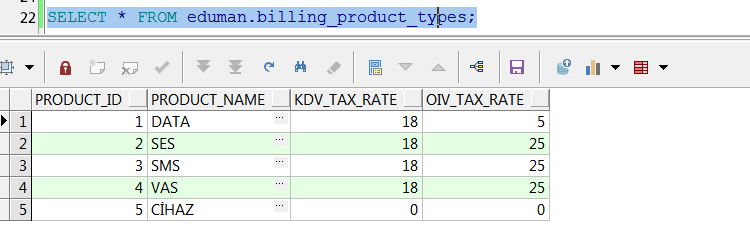 22 SELECT * FROM eduman.billing_product_types;
PRODUCT_ID PRODUCT_NAME KDV_TAX_RATE OIV_TAX_RATE
1 1 DATA ... 18 5
2 2 SES ... 18 25
3 3 SMS ... 18 25
4 4 VAS ... 18 25
5 5 CİHAZ ... 0 0